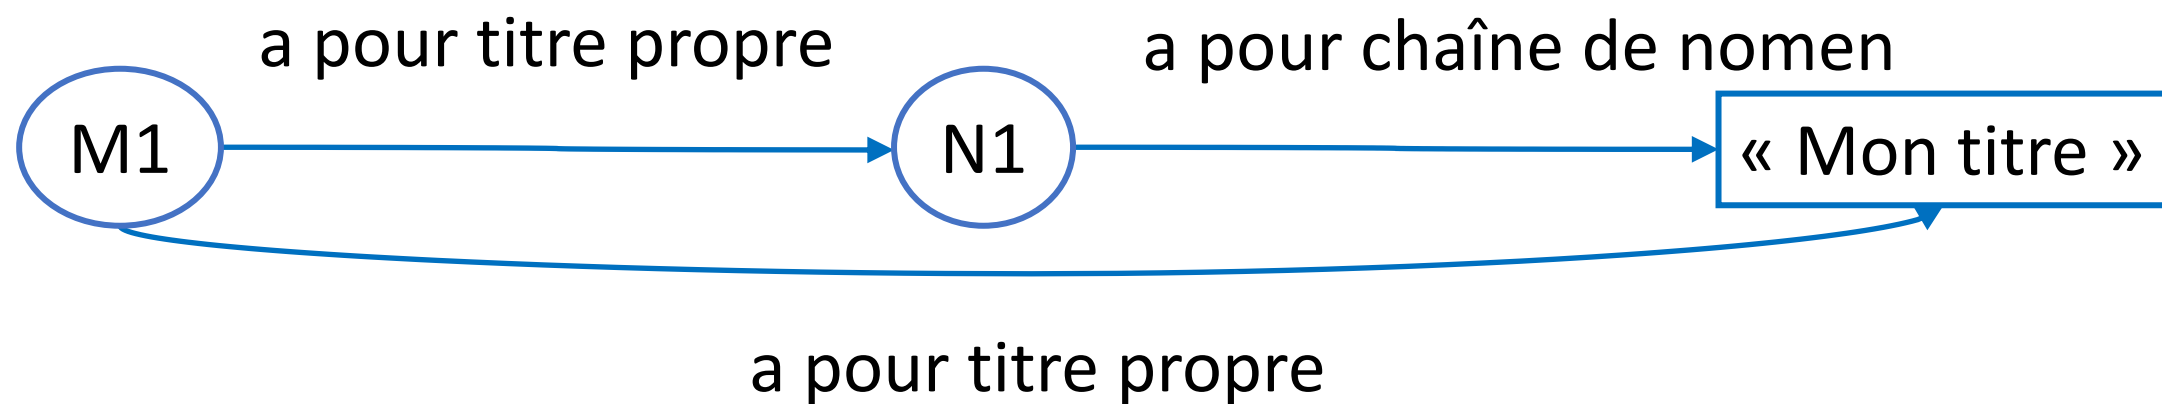 a pour titre propre
a pour chaîne de nomen
M1
N1
« Mon titre »
a pour titre propre